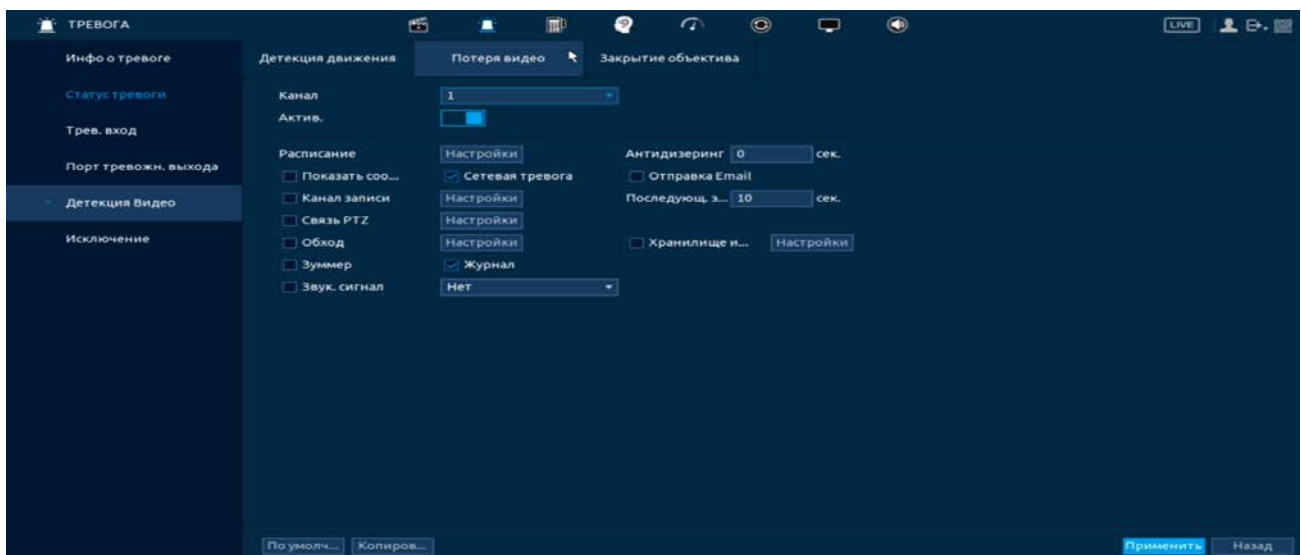 ТРЕВОГА
LIVE
Инфо о тревоге
Статус тревоги
Трев. вход
Порт тревожн. выхода
Детекция Видео
Исключение
Детекция движения
Потеря видео
Закрытие объектива
Канал
1
Актив.
Расписание
Настройки
Антидизеринг 0 сек.
Показать соо...
Сетевая тревога
Отправка Email
Канал записи
Настройки
Последующ. з... 10 сек.
Связь PTZ
Настройки
Обход
Настройки
Хранилище и...
Настройки
Зуммер
Журнал
Звук. сигнал
Нет
По умолч...
Копиров...
Применить
Назад